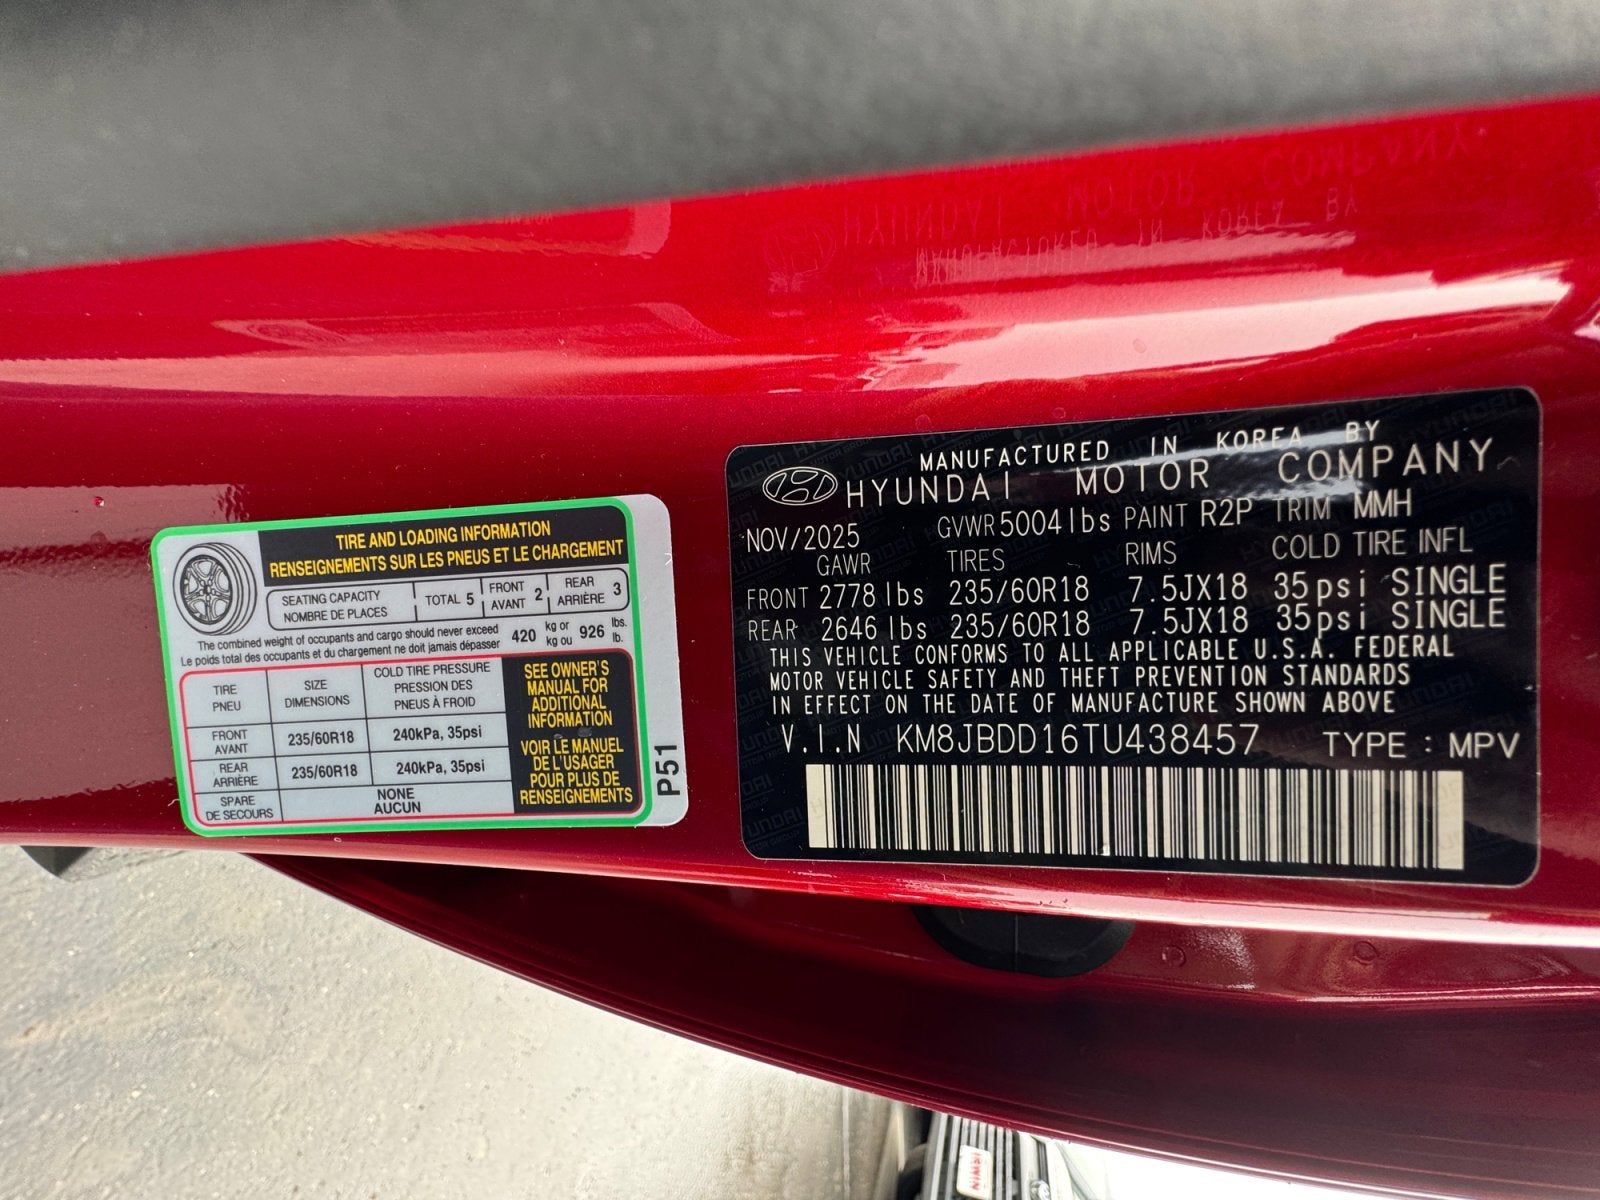 TIRE AND LOADING INFORMATION
RENSEIGNEMENTS SUR LES PNEUS ET LE CHARGEMENT
SEATING CAPACITY
NOMBRE DE PLACES
TOTAL 5
FRONT
AVANT 2
REAR
ARRIÈRE 3
The combined weight of occupants and cargo should never exceed
Le poids total des occupants et du chargement ne doit jamais dépasser
420 kg or
kg ou 926 lbs.
lb.
TIRE
PNEU
SIZE
DIMENSIONS
COLD TIRE PRESSURE
PRESSION DES
PNEUS À FROID
FRONT
AVANT
235/60R18
240kPa, 35psi
REAR
ARRIÈRE
235/60R18
240kPa, 35psi
SPARE
DE SECOURS
NONE
AUCUN
SEE OWNER'S
MANUAL FOR
ADDITIONAL
INFORMATION
VOIR LE MANUEL
DE L'USAGER
POUR PLUS DE
RENSEIGNEMENTS
P51
MANUFACTURED IN KOREA BY
HYUNDAI MOTOR COMPANY
NOV/2025 GVWR 5004lbs PAINT R2P TRIM MMH
GAWR TIRES RIMS COLD TIRE INFL
FRONT 2778lbs 235/60R18 7.5JX18 35psi SINGLE
REAR 2646lbs 235/60R18 7.5JX18 35psi SINGLE
THIS VEHICLE CONFORMS TO ALL APPLICABLE U.S.A. FEDERAL
MOTOR VEHICLE SAFETY AND THEFT PREVENTION STANDARDS
IN EFFECT ON THE DATE OF MANUFACTURE SHOWN ABOVE
V.I.N KM8JBDD16TU438457 TYPE : MPV
IRWIN